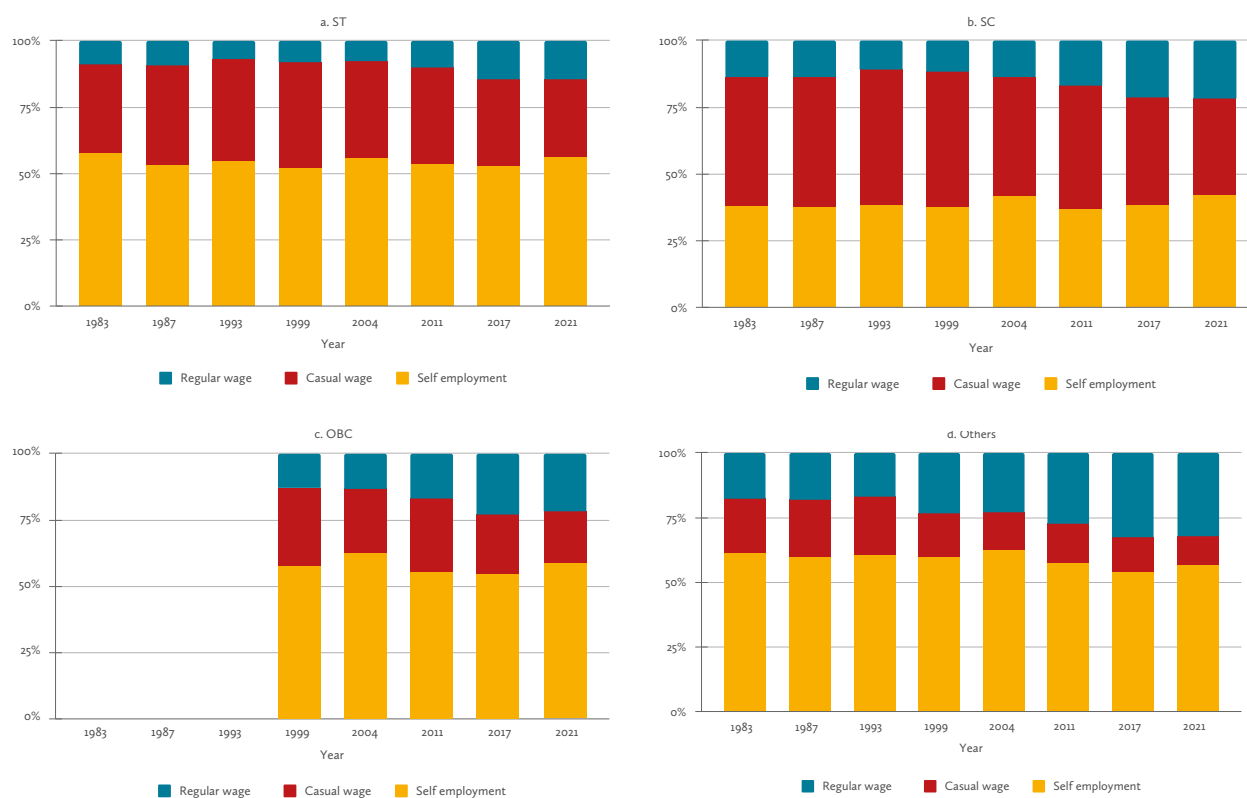 a. ST
100%
75%
50%
25%
0%
1983 1987 1993 1999 2004 2011 2017 2021
Year
Regular wage Casual wage Self employment
b. SC
100%
75%
50%
25%
0%
1983 1987 1993 1999 2004 2011 2017 2021
Year
Regular wage Casual wage Self employment
c. OBC
100%
75%
50%
25%
0%
1983 1987 1993 1999 2004 2011 2017 2021
Year
Regular wage Casual wage Self employment
d. Others
100%
75%
50%
25%
0%
1983 1987 1993 1999 2004 2011 2017 2021
Year
Regular wage Casual wage Self employment